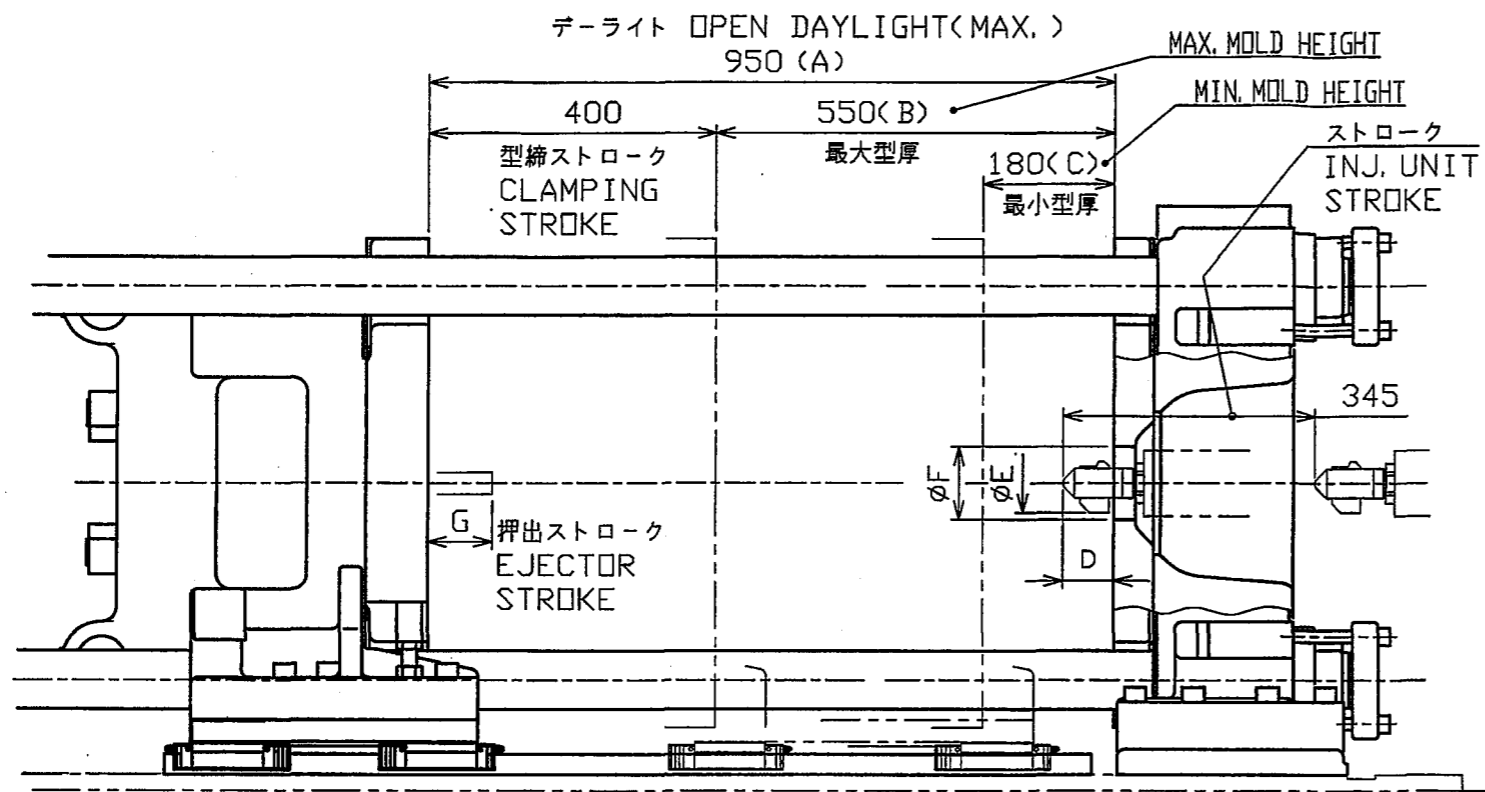 デーライト OPEN DAYLIGHT(MAX. )
950 (A)
MAX. MOLD HEIGHT
MIN. MOLD HEIGHT
400
型締ストローク
CLAMPING
STROKE
550(B)
最大型厚
180(C)
最小型厚
ストローク
INJ. UNIT
STROKE
345
øF
øE
D
G
押出ストローク
EJECTOR
STROKE